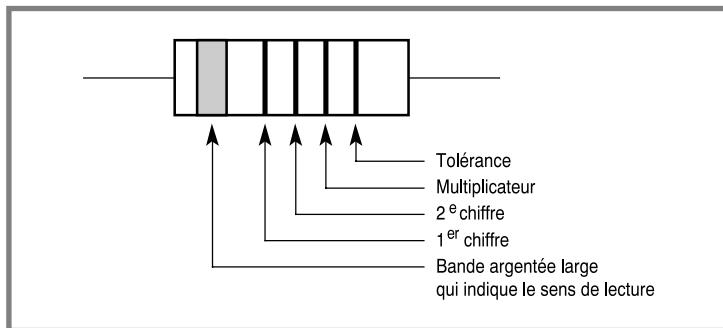 Tolérance
Multiplicateur
2e chiffre
1er chiffre
Bande argentée large
qui indique le sens de lecture